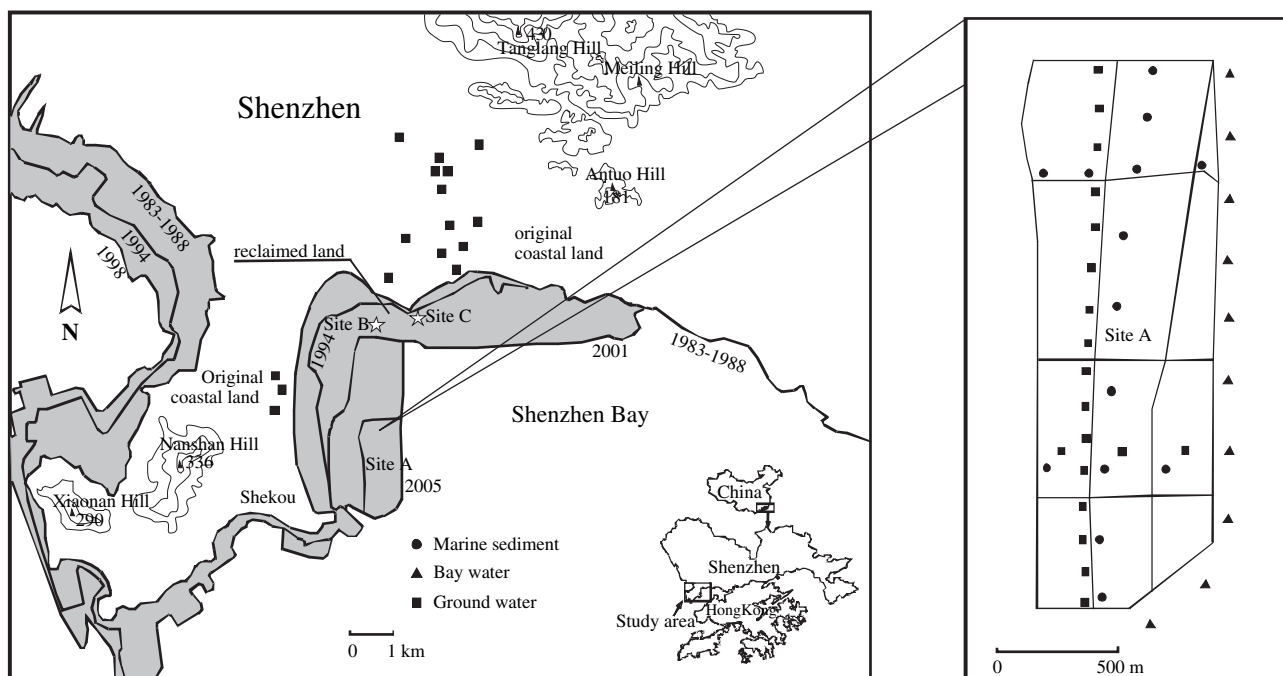 430
Tanglang Hill
Meiling Hill
Shenzhen
Antuo Hill
181
1983-1988
1994
1998
original
coastal land
reclaimed land
N
Site B
Site C
1994
2001
1983-1988
Original
coastal land
Shenzhen Bay
Nanshan Hill
336
Site A
2005
Xiaonan Hill
290
Shekou
China
Marine sediment
Bay water
Ground water
Shenzhen
HongKong
Study area
0 1 km
Site A
0 500 m